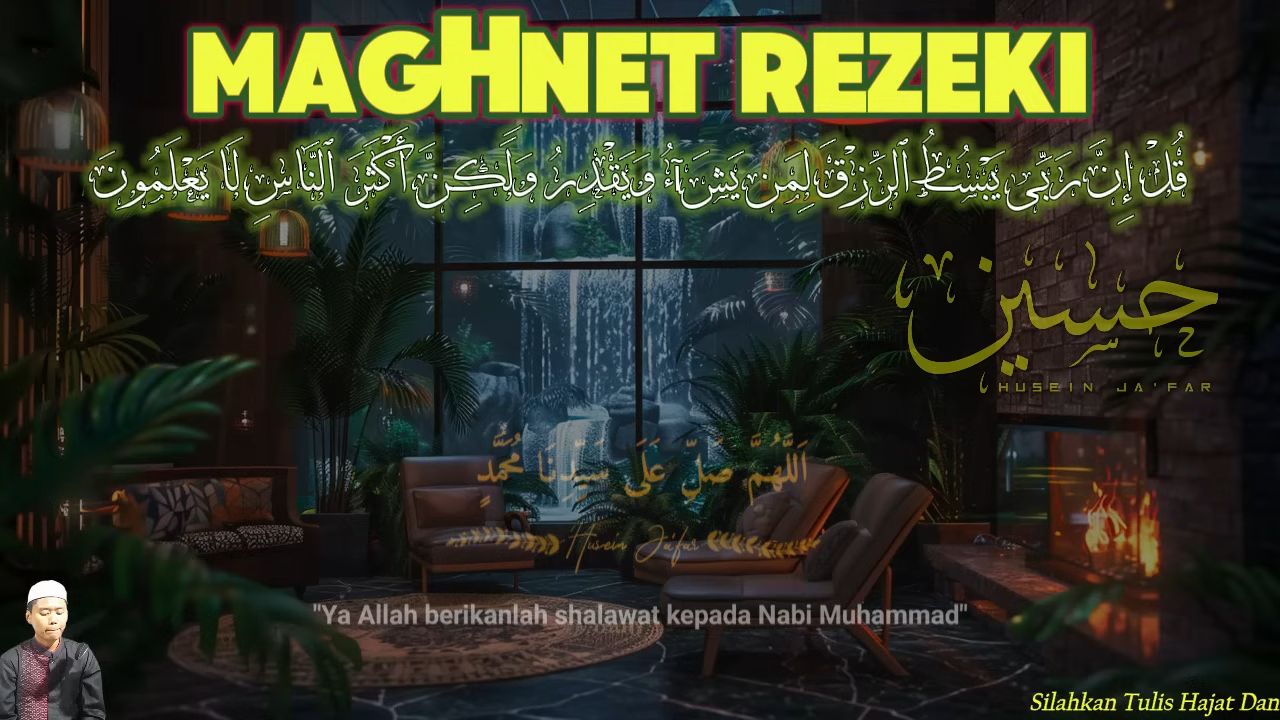 MAGHNET REZEKI
قُلْ إِنَّ رَبِّى يَبْسُطُ ٱلرِّزْقَ لِمَن يَشَآءُ وَيَقْدِرُ وَلَٰكِنَّ أَكْثَرَ ٱلنَّاسِ لَا يَعْلَمُونَ
حسين
HUSEIN JA'FAR
اَللَّهُمَّ صَلِّ عَلَى سَيِّدِنَا مُحَمَّدٍ
Husein Ja'far
"Ya Allah berikanlah shalawat kepada Nabi Muhammad"
Silahkan Tulis Hajat Dan